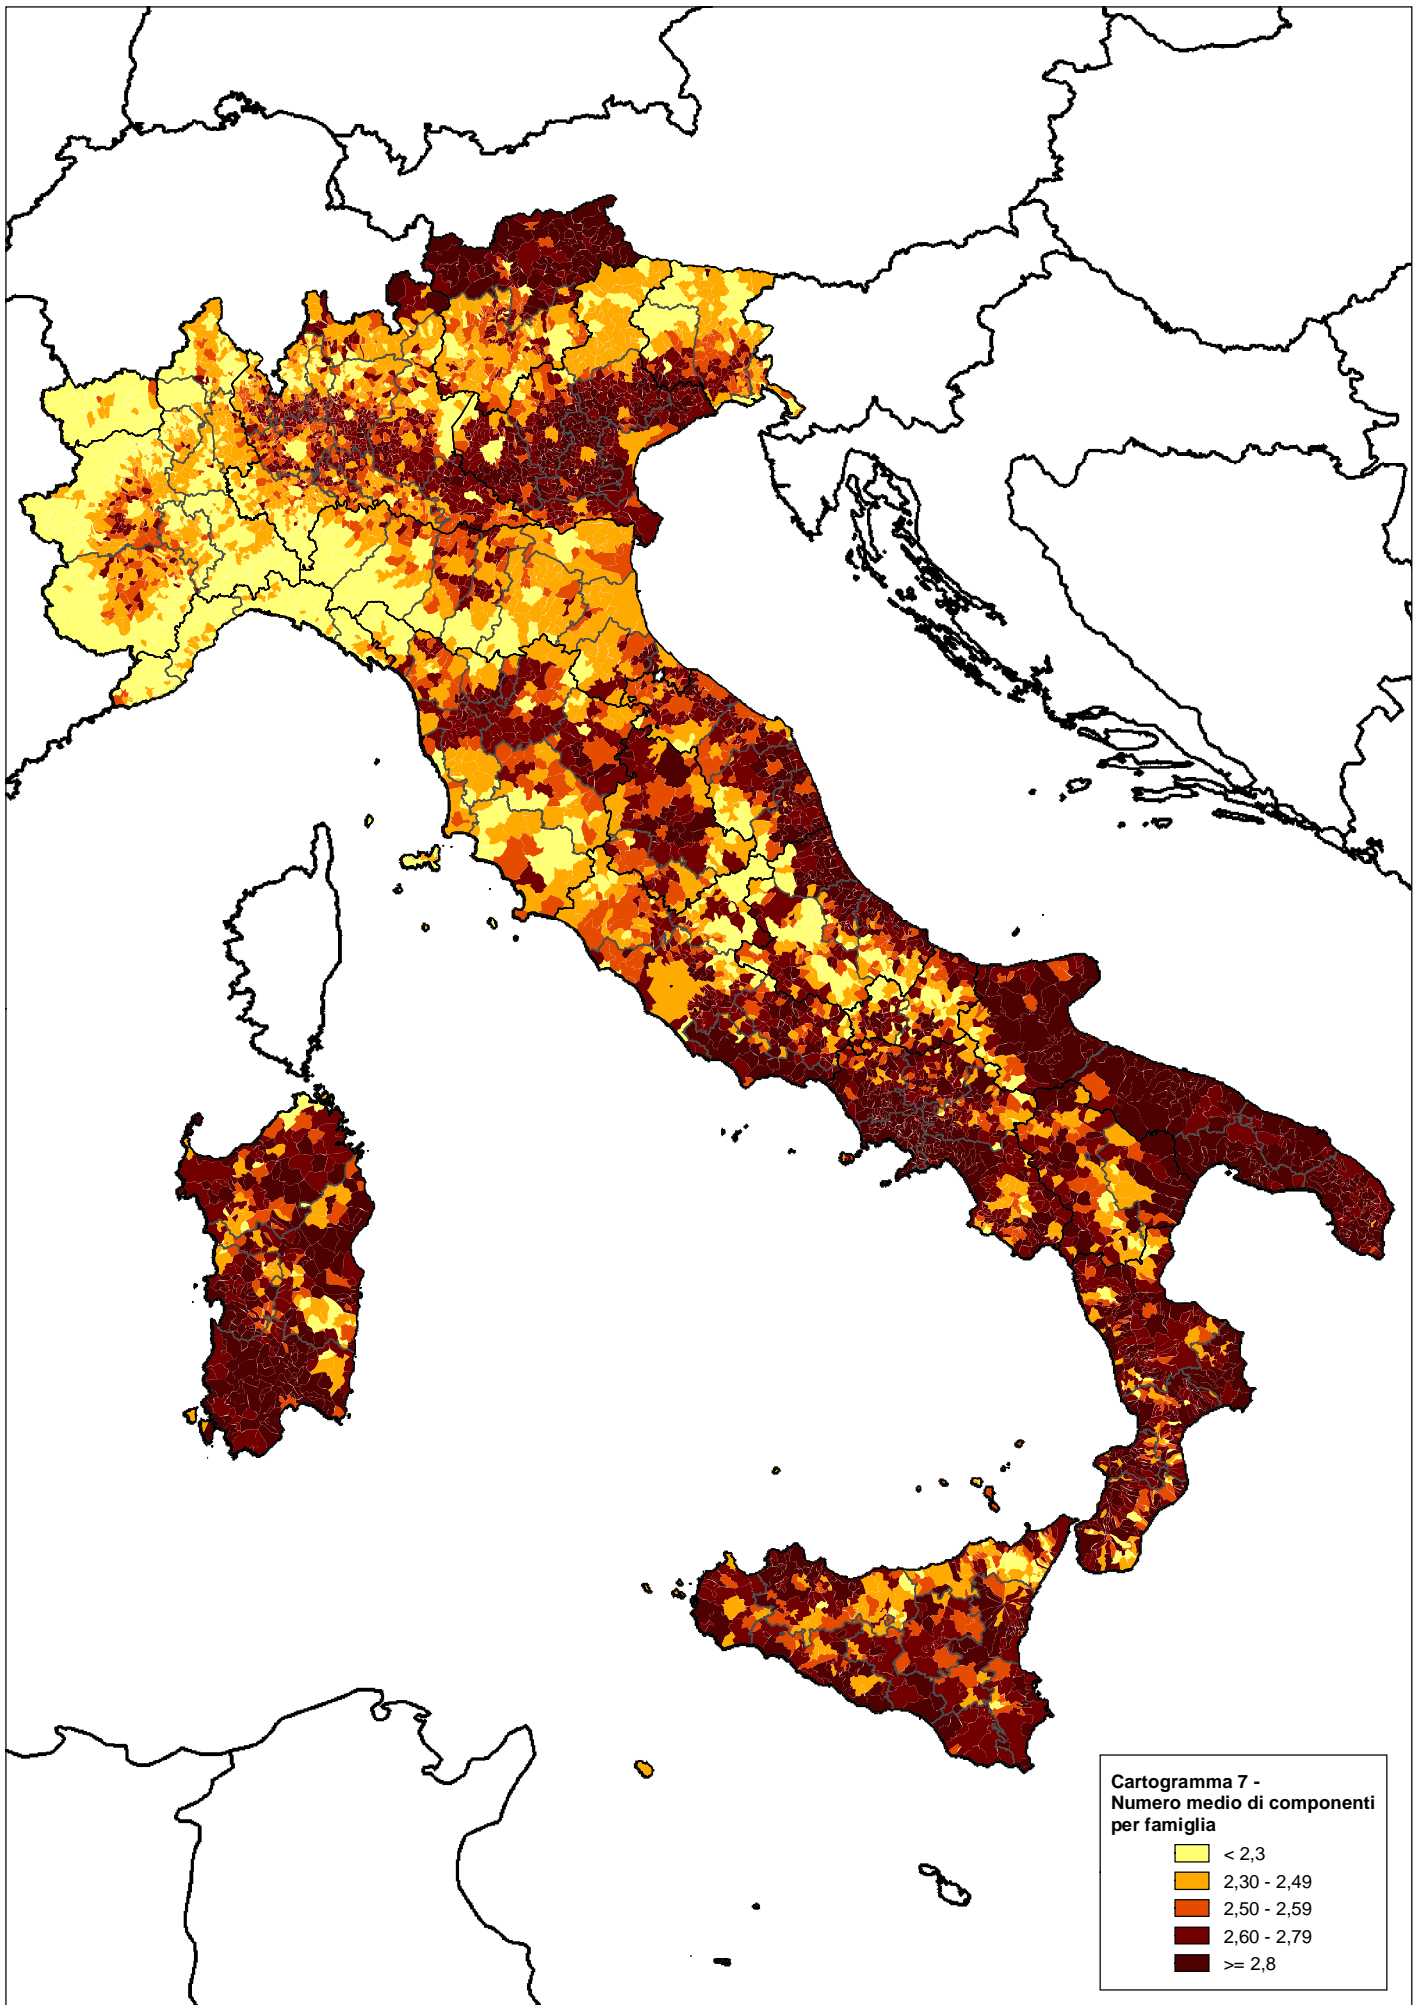 Cartogramma 7 -
Numero medio di componenti
per famiglia
< 2,3
2,30 - 2,49
2,50 - 2,59
2,60 - 2,79
>= 2,8